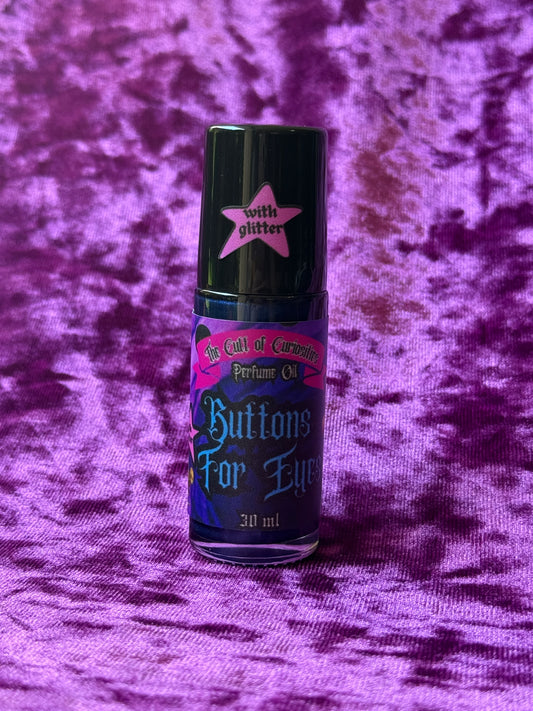 with
glitter
The Cult of Curiosities
Perfume Oil
Buttons
For Eyes
30 ml